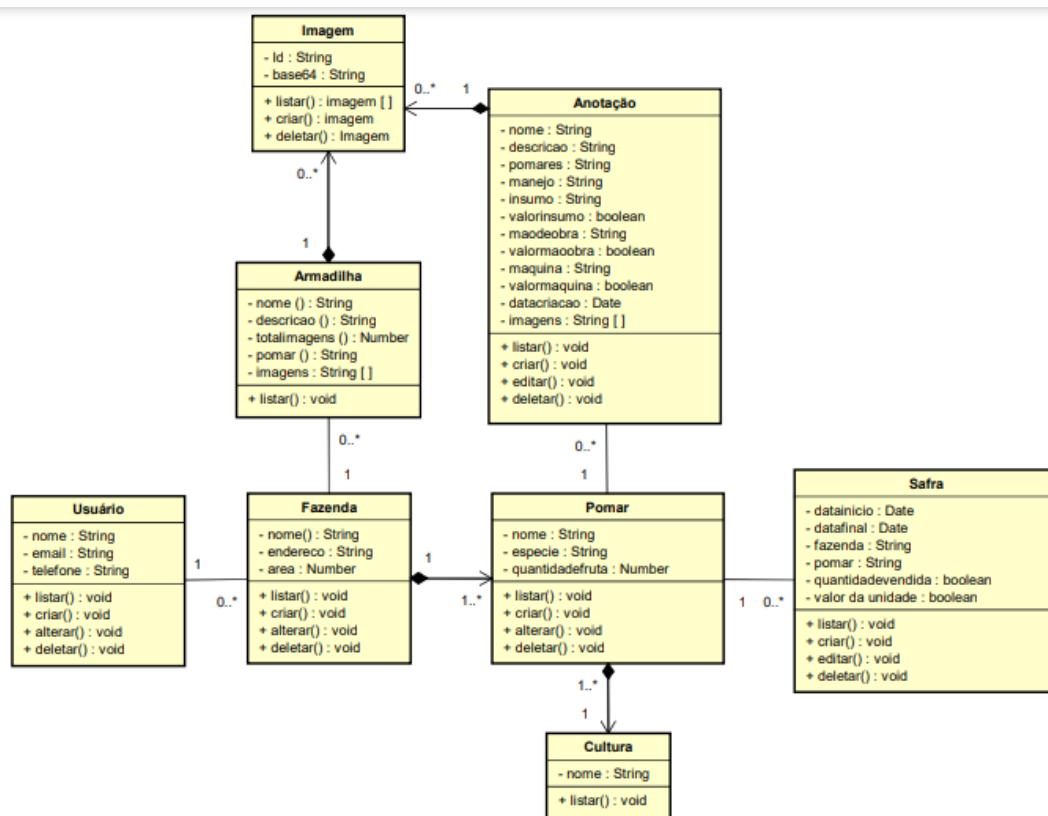 Imagem
- Id : String
- base64 : String
+ listar() : imagem [ ]
+ criar() : imagem
+ deletar() : Imagem
0..*
1
Anotação
- nome : String
- descricao : String
- pomares : String
- manejo : String
- insumo : String
- valorinsumo : boolean
- maodeobra : String
- valormaoobra : boolean
- maquina : String
- valormaquina : boolean
- datacriacao : Date
- imagens : String [ ]
+ listar() : void
+ criar() : void
+ editar() : void
+ deletar() : void
0..*
1
Armadilha
- nome () : String
- descricao () : String
- totalimagens () : Number
- pomar () : String
- imagens : String [ ]
+ listar() : void
0..*
1
0..*
1
Usuário
- nome : String
- email : String
- telefone : String
+ listar() : void
+ criar() : void
+ alterar() : void
+ deletar() : void
1
0..*
Fazenda
- nome() : String
- endereco : String
- area : Number
+ listar() : void
+ criar() : void
+ alterar() : void
+ deletar() : void
1
1..*
Pomar
- nome : String
- especie : String
- quantidadefruta : Number
+ listar() : void
+ criar() : void
+ alterar() : void
+ deletar() : void
1
0..*
Safra
- datainicio : Date
- datafinal : Date
- fazenda : String
- pomar : String
- quantidadevendida : boolean
- valor da unidade : boolean
+ listar() : void
+ criar() : void
+ editar() : void
+ deletar() : void
1..*
1
Cultura
- nome : String
+ listar() : void